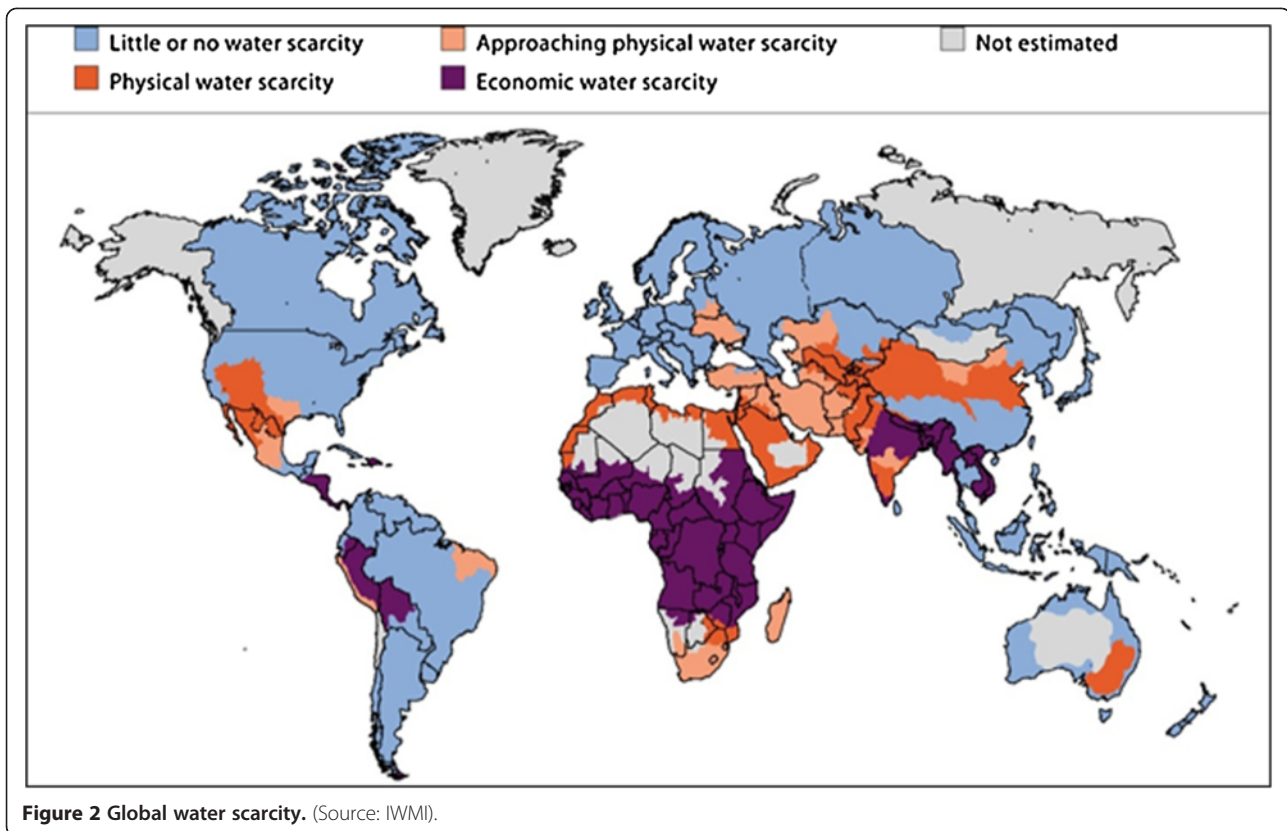 Little or no water scarcity
Approaching physical water scarcity
Not estimated
Physical water scarcity
Economic water scarcity
Figure 2 Global water scarcity. (Source: IWMI).